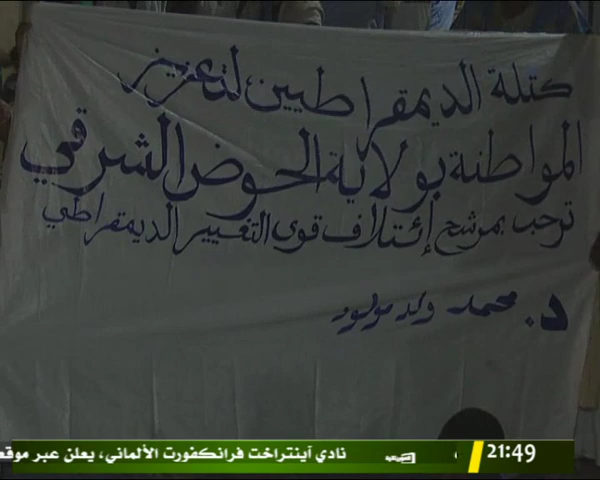 كتلة الديمقراطيين لتعزيز
المواطنة بولاية الحوض الشرقي
ترحب بمرشح إئتلاف قوى التغيير الديمقراطي
د. محمد ولد مولود
نادي آينتراخت فرانكفورت الألماني، يعلن عبر موقعه
21:49